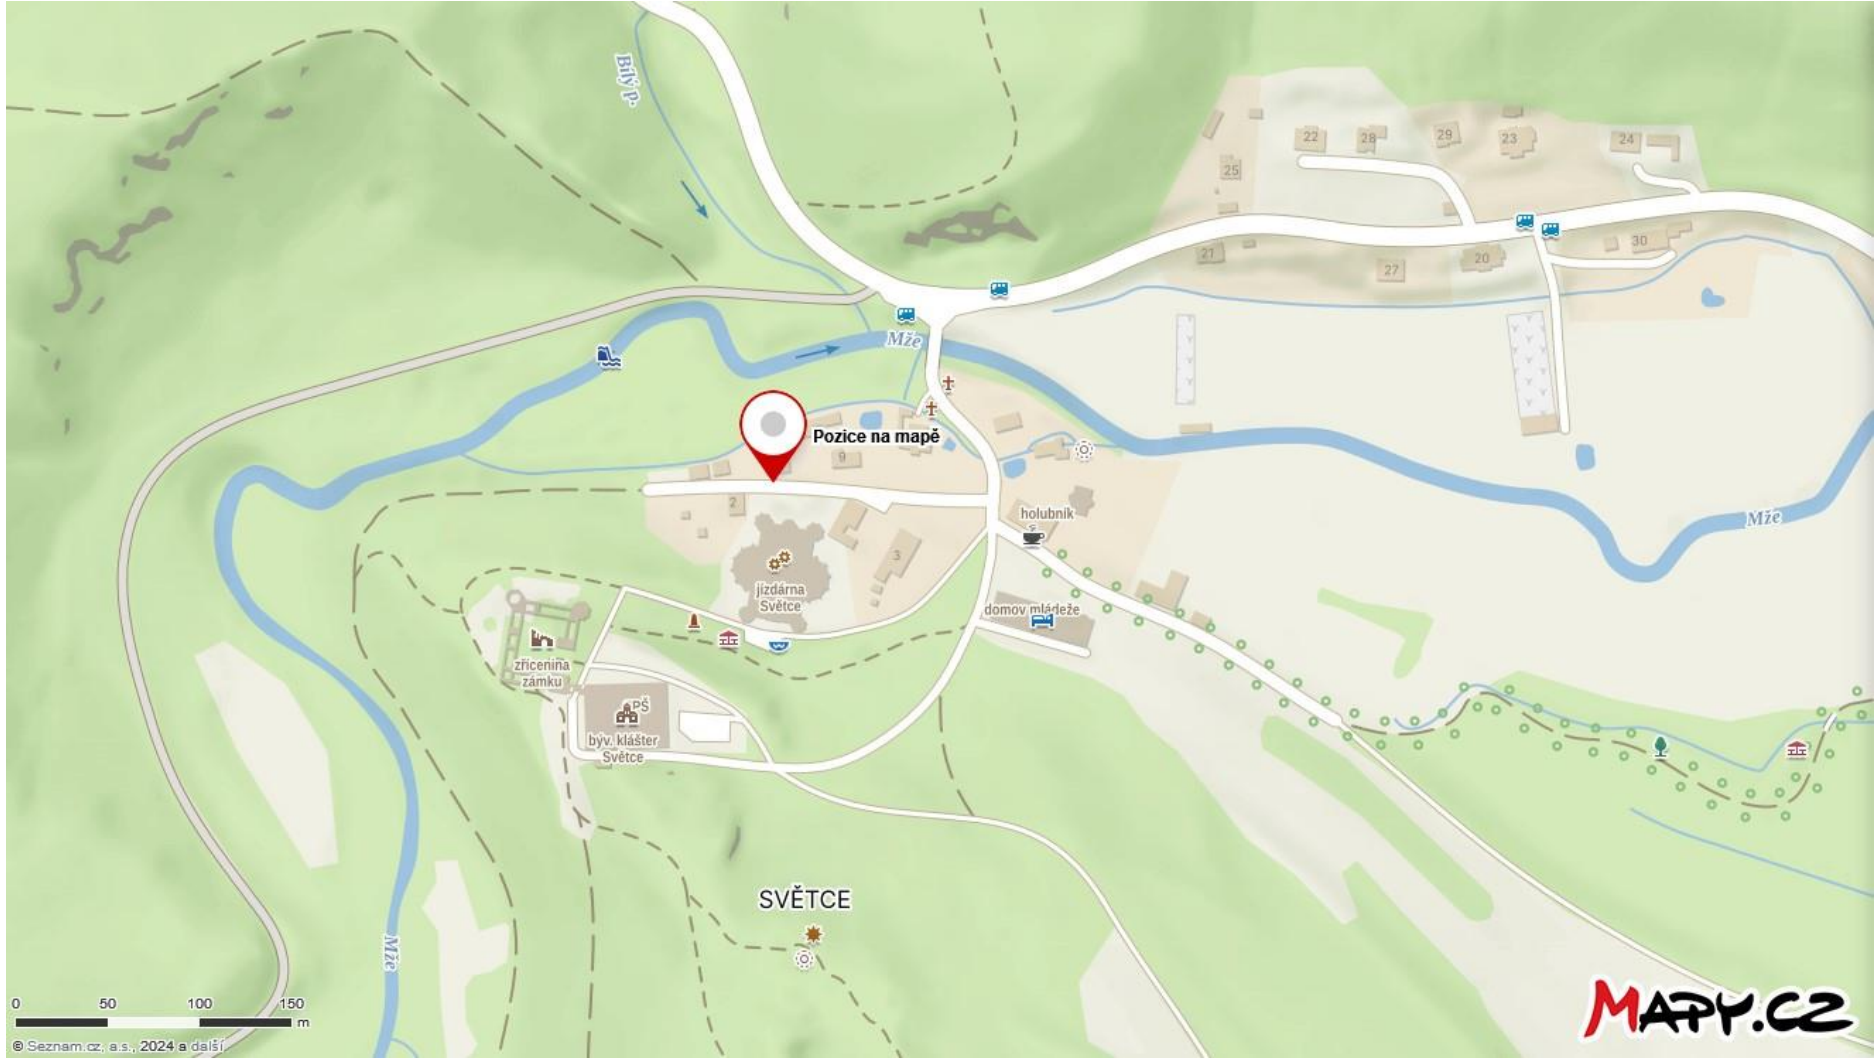 Bílý p.
22
28
29
23
24
25
21
27
20
30
Mže
Pozice na mapě
9
2
3
holubník
Mže
jízdárna
Světce
domov mládeže
zřícenina
zámku
PŠ
býv. klášter
Světce
SVĚTCE
Mže
0 50 100 150
m
© Seznam.cz, a.s., 2024 a další
MAPY.CZ